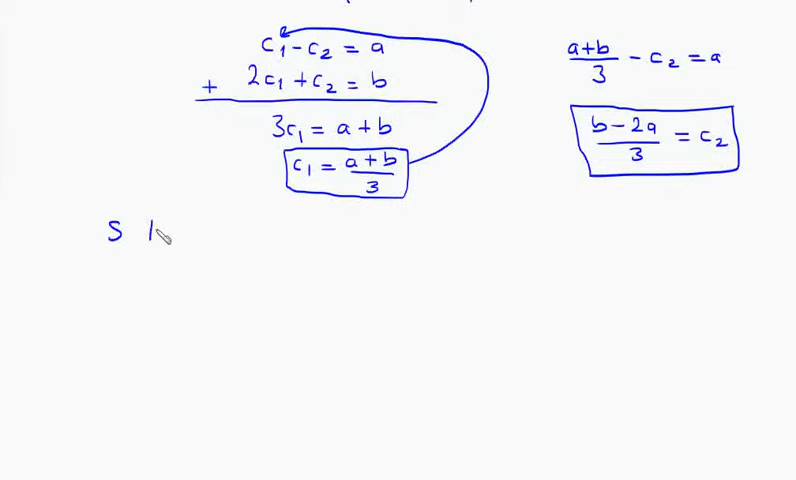 c₁ - c₂ = a
+ 2c₁ + c₂ = b
3c₁ = a + b
c₁ = (a + b)/3
(a+b)/3 - c₂ = a
(b - 2a)/3 = c₂
S